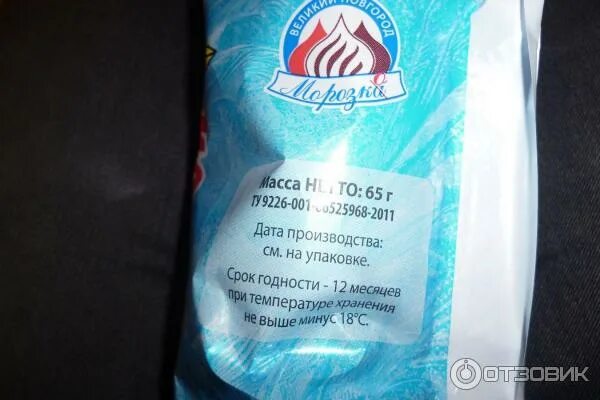 ВЕЛИКИЙ НОВГОРОД
Морозко
Масса НЕТТО: 65 г
ТУ 9226-001-66525968-2011
Дата производства:
см. на упаковке.
Срок годности - 12 месяцев
при температуре хранения
не выше минус 18°С.
ОТЗОВИК